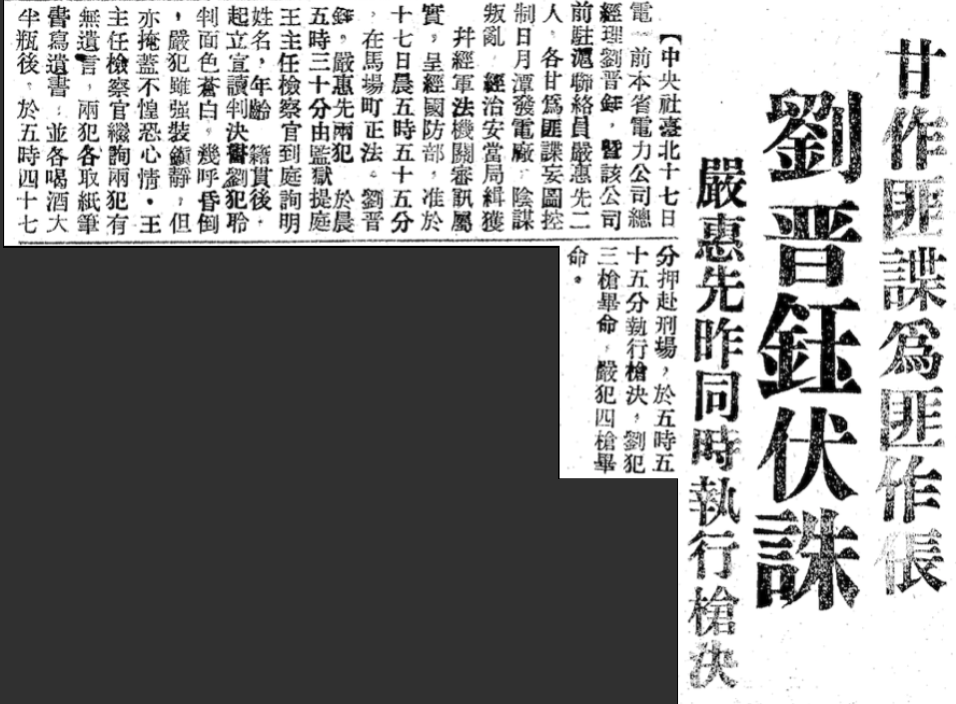 甘作匪諜爲匪作倀
劉晋鈺伏誅
嚴惠先昨同時執行槍決
【中央社臺北十七日
電】前本省電力公司總
經理劉晋鈺，暨該公司
前駐滬聯絡員嚴惠先二
人，各甘爲匪諜妄圖控
制日月潭發電廠，陰謀
叛亂，經治安當局緝獲
幷經軍法機關審訊屬
實，呈經國防部，准於
十七日晨五時五十五分
，在馬場町正法。劉晋
鈺，嚴惠先兩犯，於晨
五時三十分由監獄提庭
王主任檢察官到庭詢明
姓名，年齡，籍貫後，
起立宣讀判決書劉犯聆
判面色蒼白，幾呼昏倒
，嚴犯雖强裝鎭靜，但
亦掩蓋不惶恐心情・王
主任檢察官繼詢兩犯有
無遺言，兩犯各取紙筆
書寫遺書，並各喝酒大
半瓶後，於五時四十七
分押赴刑場，於五時五
十五分執行槍決，劉犯
三槍畢命，嚴犯四槍畢
命。